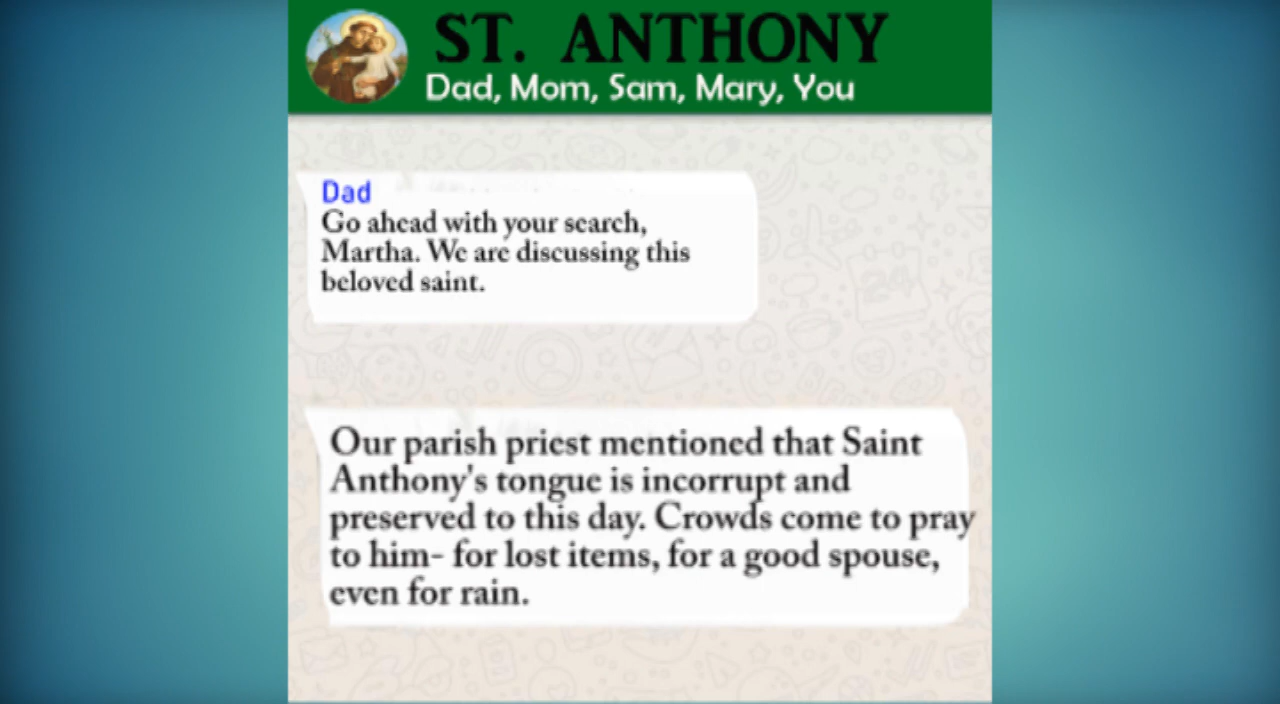 ST. ANTHONY
Dad, Mom, Sam, Mary, You
Dad
Go ahead with your search,
Martha. We are discussing this
beloved saint.
Our parish priest mentioned that Saint
Anthony's tongue is incorrupt and
preserved to this day. Crowds come to pray
to him- for lost items, for a good spouse,
even for rain.